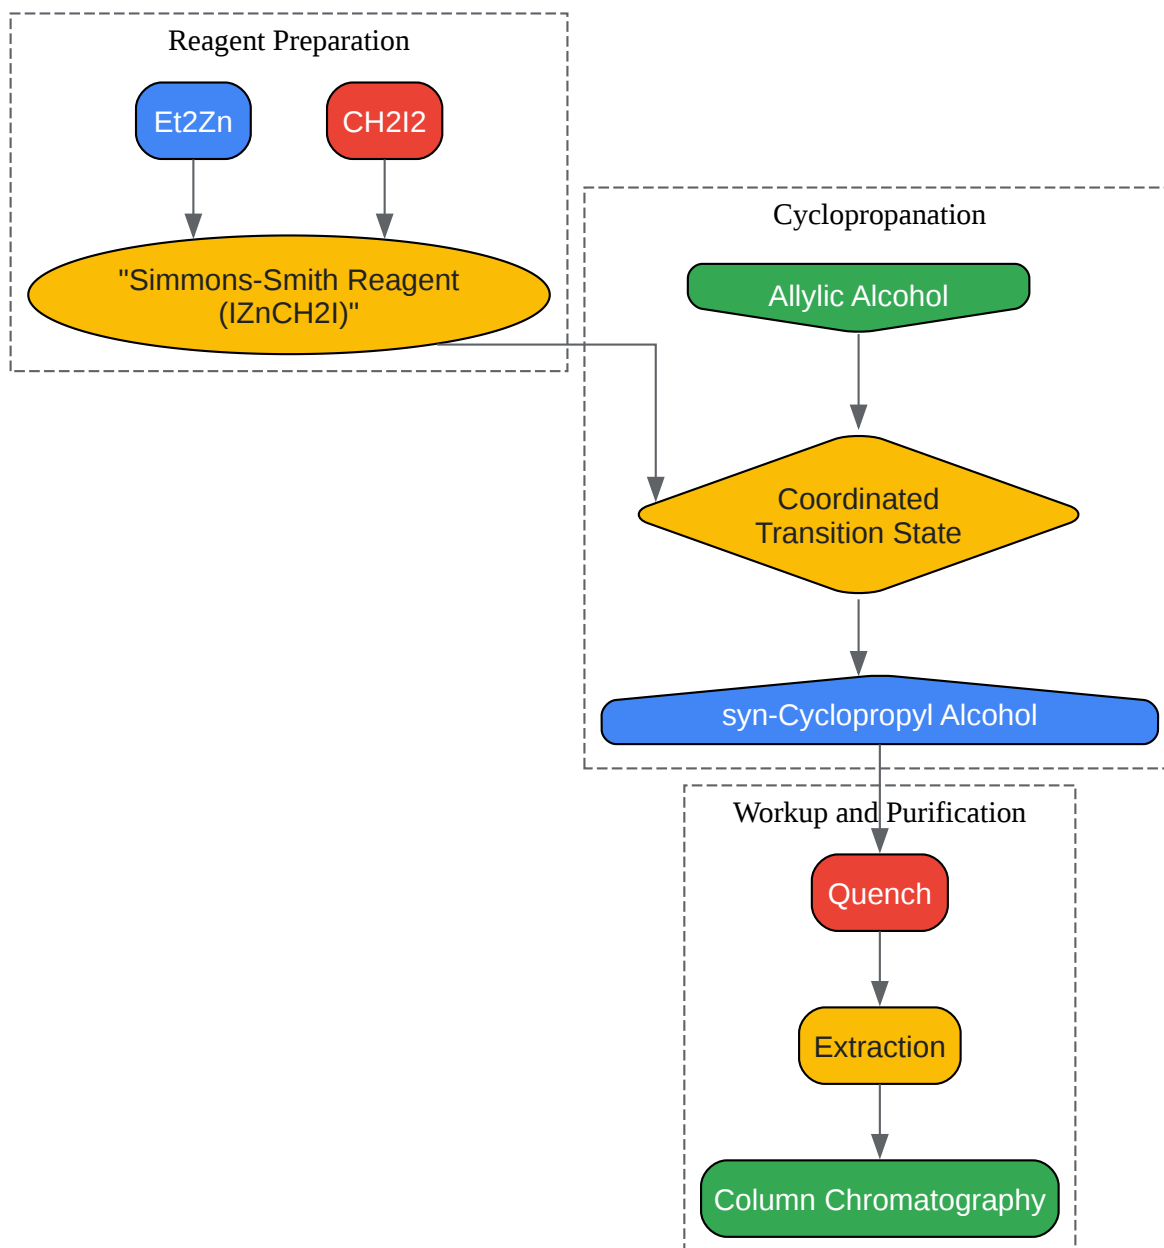 Reagent Preparation
Et2Zn
CH2I2
"Simmons-Smith Reagent
(IZnCH2I)"
Cyclopropanation
Allylic Alcohol
Coordinated
Transition State
syn-Cyclopropyl Alcohol
Workup and Purification
Quench
Extraction
Column Chromatography